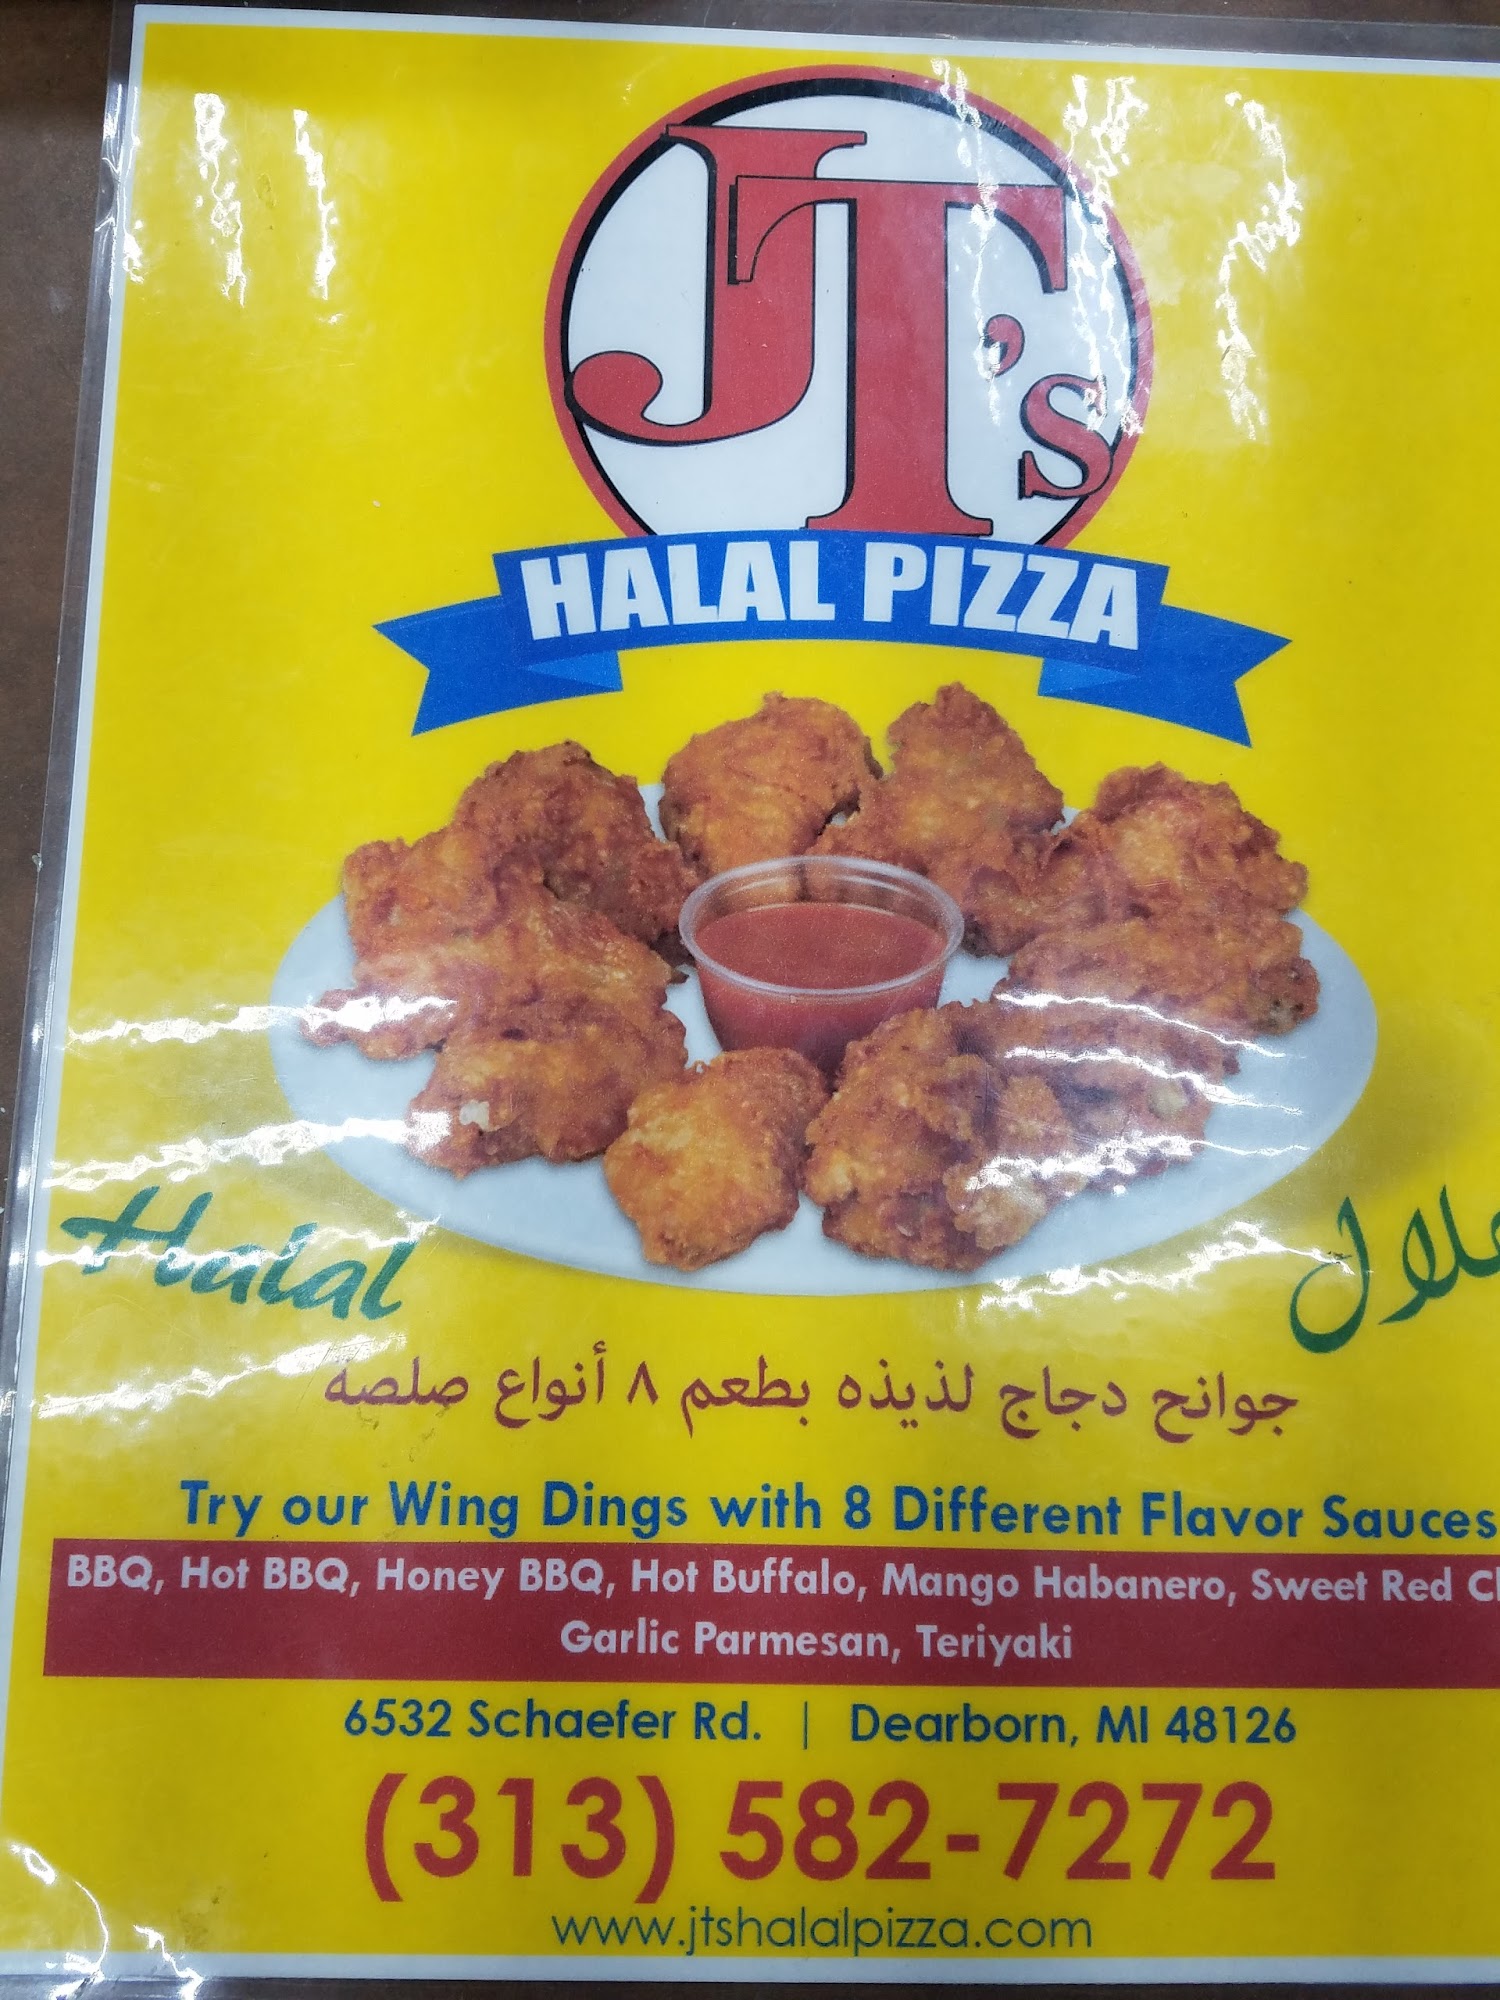 JT's
HALAL PIZZA
Halal
جوانح دجاج لذيذه بطعم ٨ أنواع صلصة
Try our Wing Dings with 8 Different Flavor Sauces
BBQ, Hot BBQ, Honey BBQ, Hot Buffalo, Mango Habanero, Sweet Red
Garlic Parmesan, Teriyaki
6532 Schaefer Rd. | Dearborn, MI 48126
(313) 582-7272
www.jtshalalpizza.com